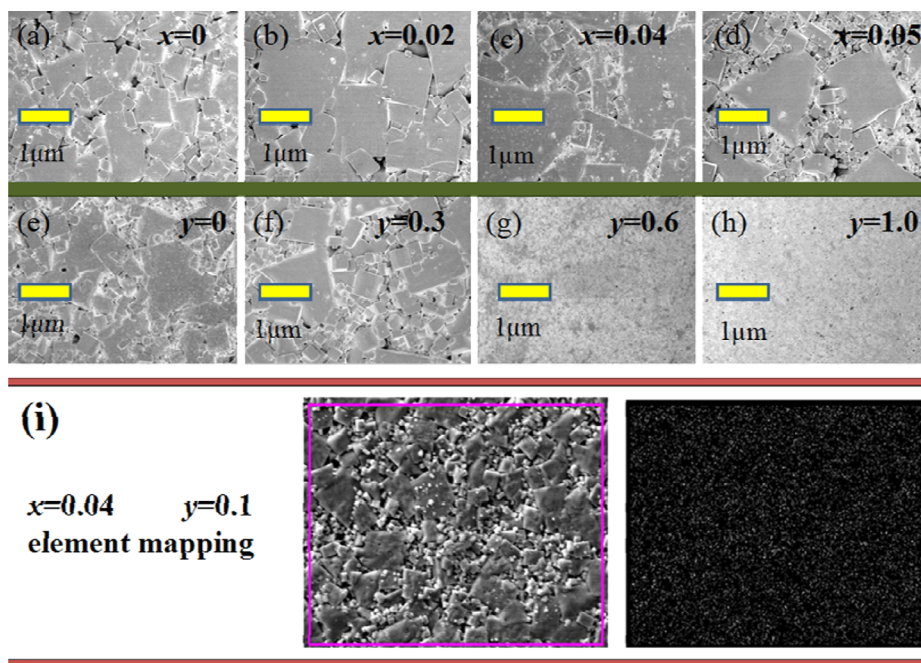 (a) x=0
1μm
(b) x=0.02
1μm
(c) x=0.04
1μm
(d) x=0.05
1μm
(e) y=0
1μm
(f) y=0.3
1μm
(g) y=0.6
1μm
(h) y=1.0
1μm
(i)
x=0.04 y=0.1
element mapping